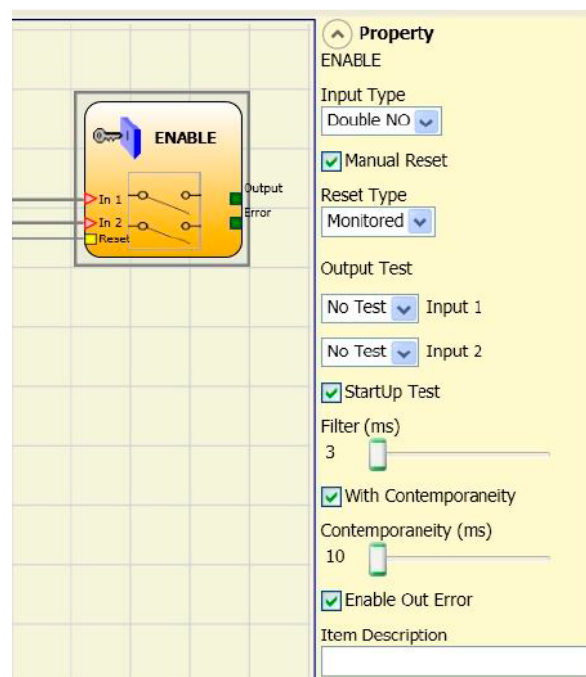 ENABLE
In 1
In 2
Reset
Output
Error
Property
ENABLE
Input Type
Double NO
Manual Reset
Reset Type
Monitored
Output Test
No Test Input 1
No Test Input 2
StartUp Test
Filter (ms)
3
With Contemporaneity
Contemporaneity (ms)
10
Enable Out Error
Item Description